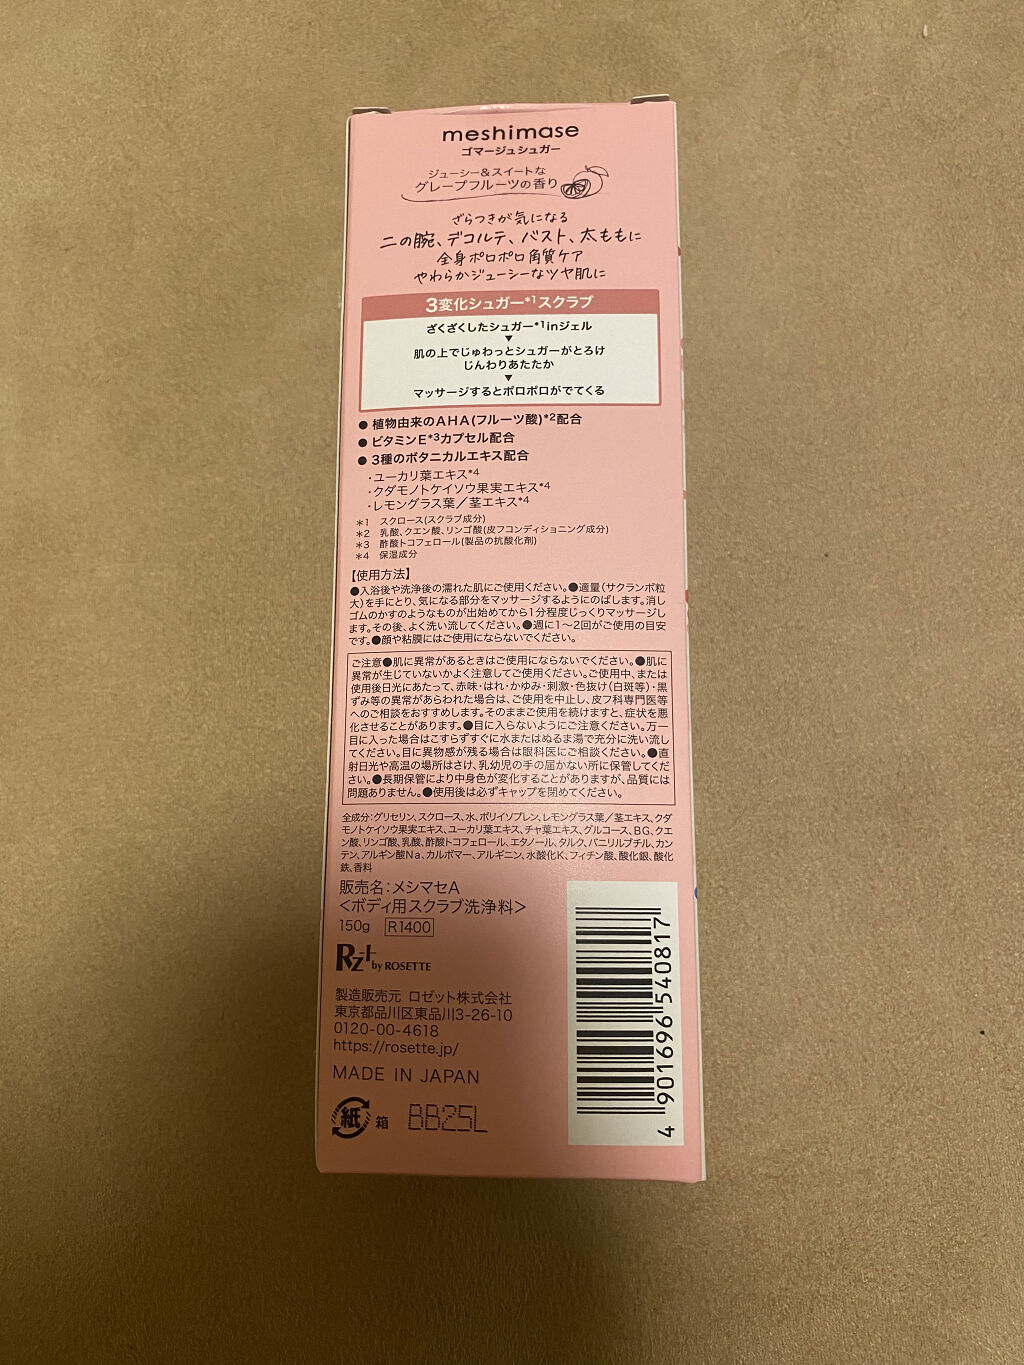 meshimase
ゴマージュシュガー
ジューシー&スイートな
グレープフルーツの香り
ざらつきが気になる
二の腕、デコルテ、バスト、太ももに
全身ポロポロ角質ケア
やわらかジューシーなツヤ肌に
3変化シュガー*1スクラブ
ざくざくしたシュガー*1inジェル
▼
肌の上でじゅわっとシュガーがとろけ
じんわりあたたか
▼
マッサージするとポロポロがでてくる
● 植物由来のAHA(フルーツ酸)*2配合
● ビタミンE*3カプセル配合
● 3種のボタニカルエキス配合
・ユーカリ葉エキス*4
・クダモノトケイソウ果実エキス*4
・レモングラス葉/茎エキス*4
*1 スクロース(スクラブ成分)
*2 乳酸、クエン酸、リンゴ酸(皮フコンディショニング成分)
*3 酢酸トコフェロール(製品の抗酸化剤)
*4 保湿成分
【使用方法】
●入浴後や洗浄後の濡れた肌にご使用ください。●適量(サクランボ粒
大)を手にとり、気になる部分をマッサージするようにのばします。消し
ゴムのかすのようなものが出始めてから1分程度じっくりマッサージし
ます。その後、よく洗い流してください。●週に1〜2回がご使用の目安
です。●顔や粘膜にはご使用にならないでください。
ご注意●肌に異常があるときはご使用にならないでください。●肌に
異常が生じていないかよく注意してご使用ください。ご使用中、または
使用後日光にあたって、赤味・はれ・かゆみ・刺激・色抜け(白斑等)・黒
ずみ等の異常があらわれた場合は、ご使用を中止し、皮フ科専門医等
へのご相談をおすすめします。そのままご使用を続けますと、症状を悪
化させることがあります。●目に入らないようにご注意ください。万一
目に入った場合はこすらずすぐに水またはぬるま湯で充分に洗い流し
てください。目に異物感が残る場合は眼科医にご相談ください。●直
射日光や高温の場所はさけ、乳幼児の手の届かない所に保管してくだ
さい。●長期保管により中身色が変化することがありますが、品質には
問題ありません。●使用後は必ずキャップを閉めてください。
全成分:グリセリン、スクロース、水、ポリイソプレン、レモングラス葉/茎エキス、クダ
モノトケイソウ果実エキス、ユーカリ葉エキス、チャ葉エキス、グルコース、BG、クエ
ン酸、リンゴ酸、乳酸、酢酸トコフェロール、エタノール、タルク、バニリルブチル、カン
テン、アルギン酸Na、カルボマー、アルギニン、水酸化K、フィチン酸、酸化銀、酸化
鉄、香料
販売名:メシマセA
<ボディ用スクラブ洗浄料>
150g R1400
Rz+ by ROSETTE
製造販売元 ロゼット株式会社
東京都品川区東品川3-26-10
0120-00-4618
https://rosette.jp/
MADE IN JAPAN
紙 箱 BB25L
4 901696 540817